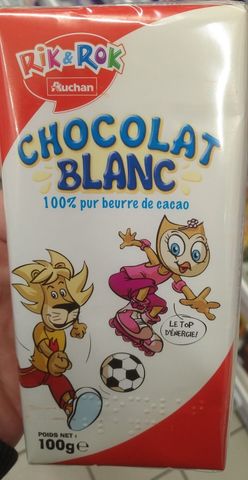 RiK & ROK
Auchan
CHOCOLAT
BLANC
100% pur beurre de cacao
LE TOP
D'ÉNERGIE!
POIDS NET :
100g e